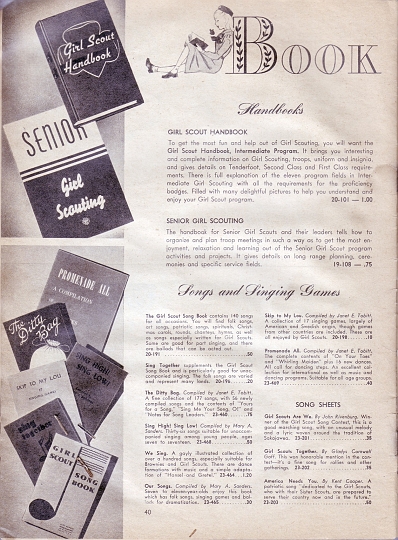 BOOK
Handbooks
Girl Scout
Handbook
SENIOR
Girl
Scouting
GIRL SCOUT HANDBOOK
To get the most fun and help out of Girl Scouting, you will want the
Girl Scout Handbook, Intermediate Program. It brings you interesting
and complete information on Girl Scouting, troops, uniform and insignia,
and gives details on Tenderfoot, Second Class and First Class require-
ments. There is full explanation of the eleven program fields in Inter-
mediate Girl Scouting with all the requirements for the proficiency
badges. Filled with many delightful pictures to help you understand and
enjoy your Girl Scout program. 20-101 — 1.00
SENIOR GIRL SCOUTING
The handbook for Senior Girl Scouts and their leaders tells how to
organize and plan troop meetings in such a way as to get the most en-
joyment, relaxation and learning out of the Senior Girl Scout program
activities and projects. It gives details on long range planning, cere-
monies and specific service fields. 19-108 — .75
Songs and Singing Games
PROMENADE ALL
A COMPILATION
The
Ditty
Bag
SKIP TO MY LOU
GIRL
SCOUT
SONG
BOOK
The Girl Scout Song Book contains 140 songs
for all occasions. You will find folk songs,
art songs, patriotic songs, spirituals, Christ-
mas carols, rounds, chanteys, hymns, as well
as songs especially written for Girl Scouts.
Some are good for part singing, and there
are ballads that can be acted out.
20-191 .50
Sing Together supplements the Girl Scout
Song Book and is particularly good for unac-
companied singing. The folk songs are varied
and represent many lands. 20-196 .20
The Ditty Bag. Compiled by Janet E. Tobitt.
A fine collection of 177 songs, with 56 newly
compiled songs and the contents of "Yours
for a Song," "Sing Me Your Song, O!" and
"Notes for Song Leaders." 23-460 .75
Sing High! Sing Low! Compiled by Mary A.
Sanders. Thirty-six songs suitable for unaccom-
panied singing among young people, ages
seven to seventeen. 23-468 .50
We Sing. A gayly illustrated collection of
over a hundred songs, especially suitable for
Brownies and Girl Scouts. There are dance
formations with music and a simple adapta-
tion of "Hansel and Gretel." 23-464 1.20
Our Songs. Compiled by Mary A. Sanders.
Seven to eleven-year-olds enjoy this book
which has folk songs, singing games and bal-
lads for dramatization. 23-465 .30
40
Skip to My Lou. Compiled by Janet E. Tobitt.
A collection of 17 singing games, largely of
American and Swedish origin, though games
from other countries are included. These are
all enjoyed by Girl Scouts. 20-198 .10
Promenade All. Compiled by Janet E. Tobitt.
The complete contents of "Do Your Toes"
and "Whirling Maiden," plus 16 new dances.
All call for dancing steps. An excellent col-
lection for international as well as music and
dancing programs. Suitable for all age groups.
23-469 .40
SONG SHEETS
Girl Scouts Are We. By John Rivenburg. Win-
ner of the Girl Scout Song Contest, this is a
good marching song, with an unusual melody
and a lyric woven around the tradition of
Sakajawea. 23-201 .35
Girl Scouts Together. By Gladys Cornwall
Goff. This won honorable mention in the con-
test—it's a fine song for rallies and other
gatherings. 23-202 .30
America Needs You. By Kent Cooper. A
patriotic song "dedicated to the Girl Scouts,
who with their Sister Scouts, are prepared to
serve their country now and in the future."
23-203 .50